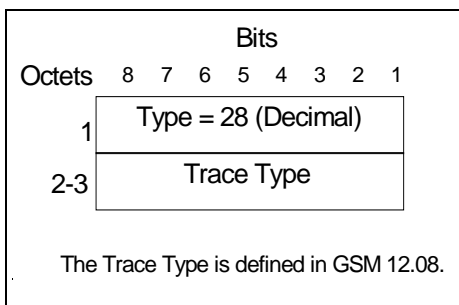 Bits
Octets 8 7 6 5 4 3 2 1
1 Type = 28 (Decimal)
2-3 Trace Type
The Trace Type is defined in GSM 12.08.